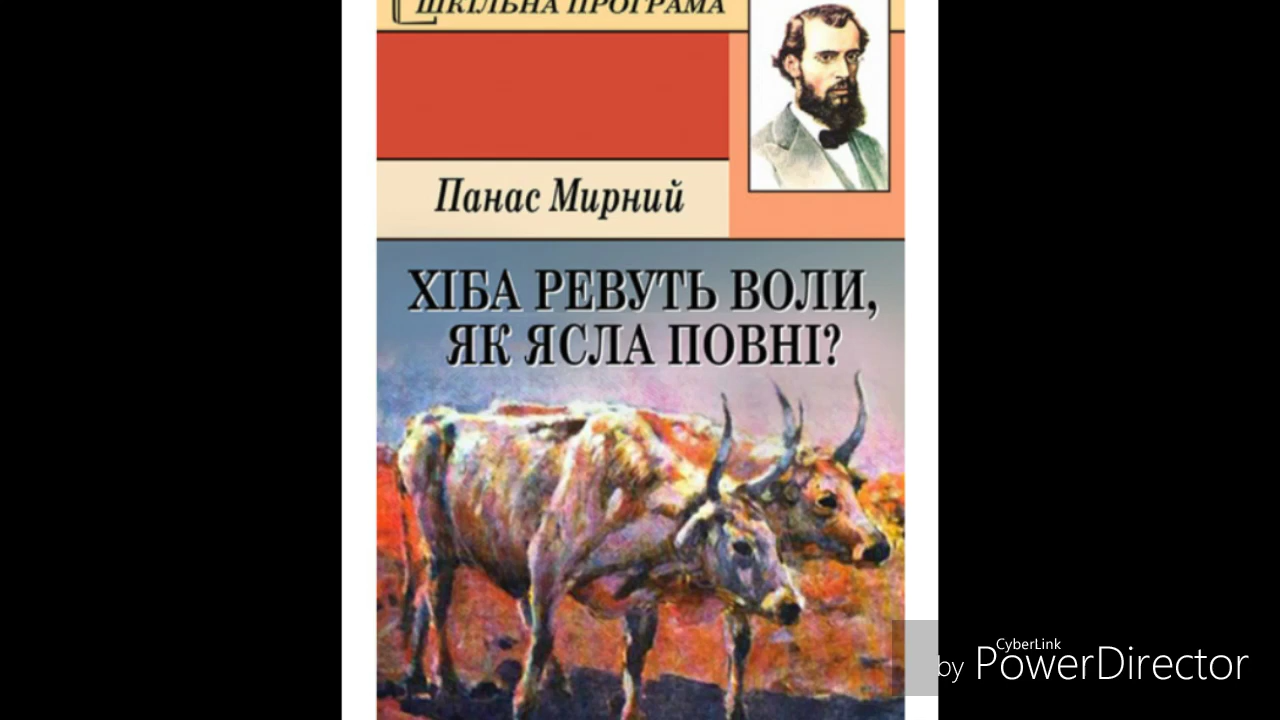 ШКІЛЬНА ПРОГРАМА
Панас Мирний
ХІБА РЕВУТЬ ВОЛИ,
ЯК ЯСЛА ПОВНІ?
CyberLink
by PowerDirector